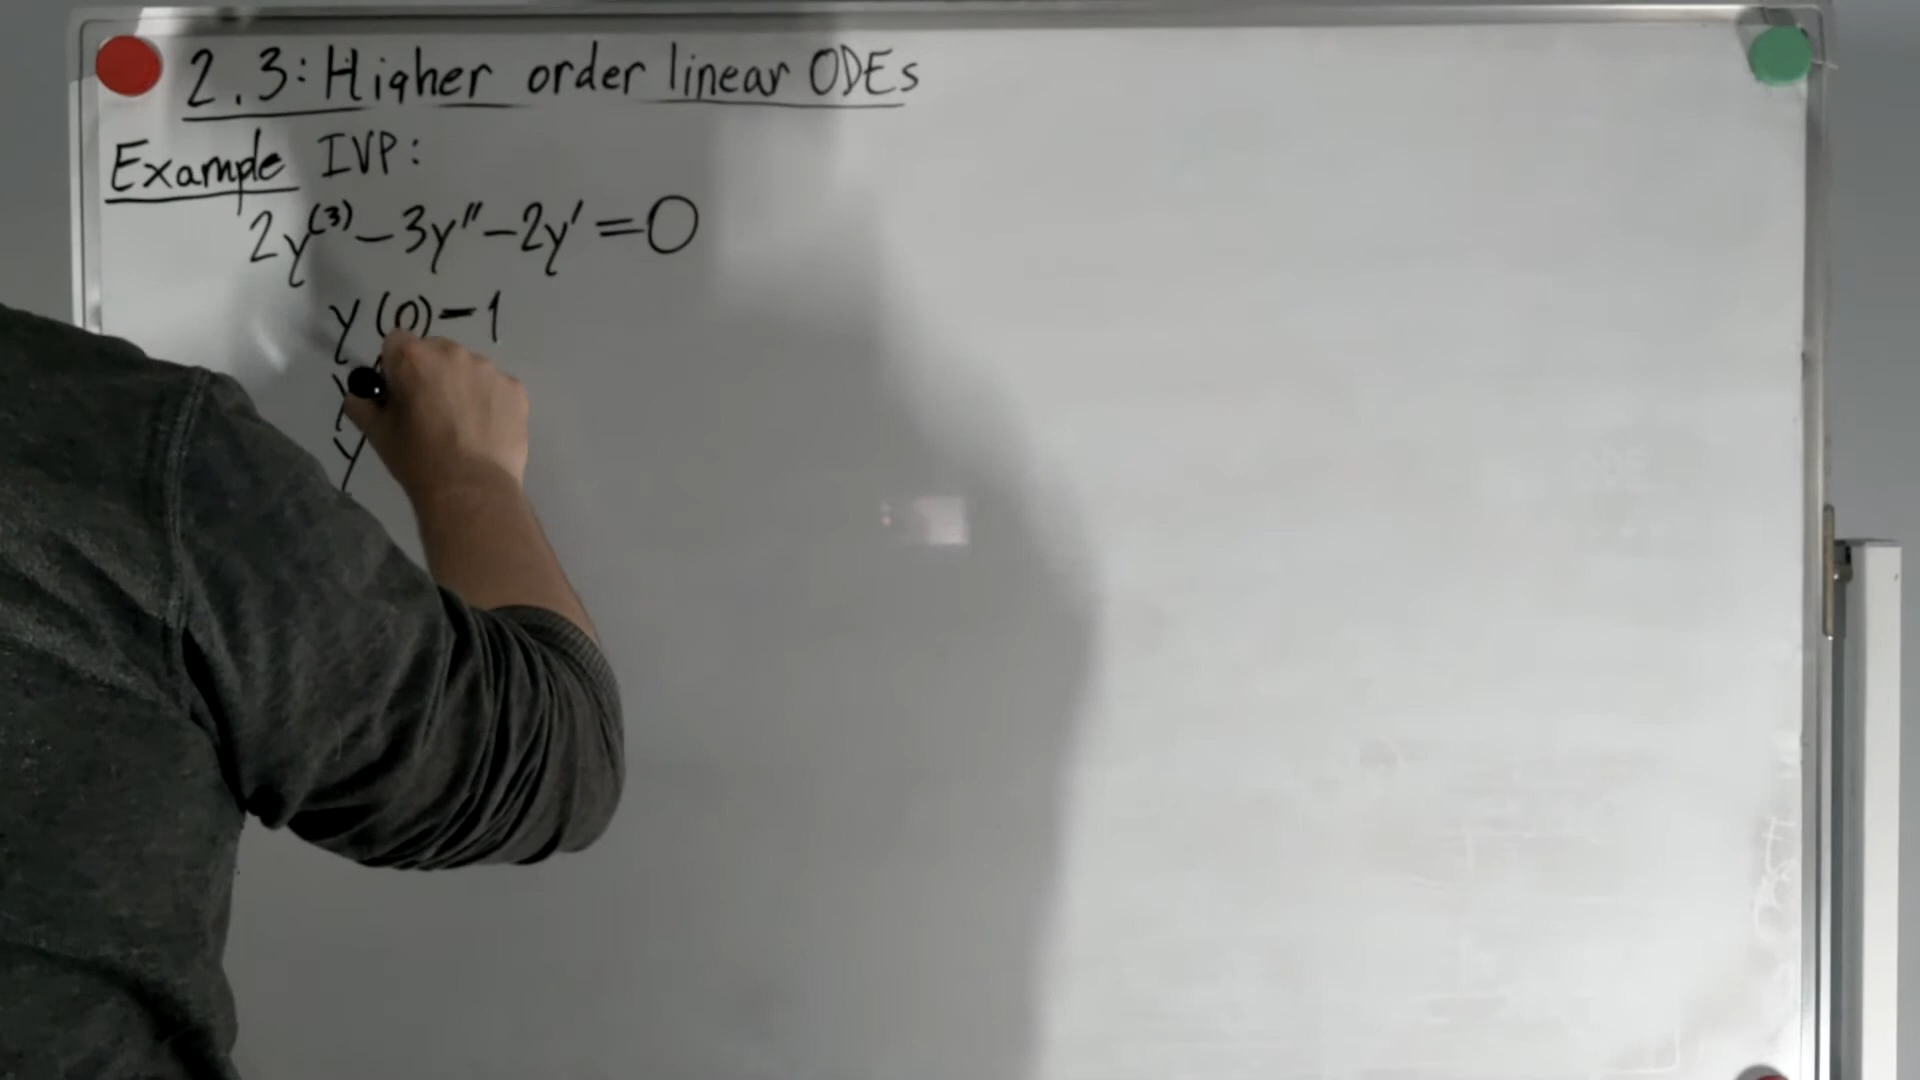 2.3: Higher order linear ODEs
Example IVP:
2y⁽³⁾ – 3y″ – 2y′ = 0
y(0) – 1
y
y